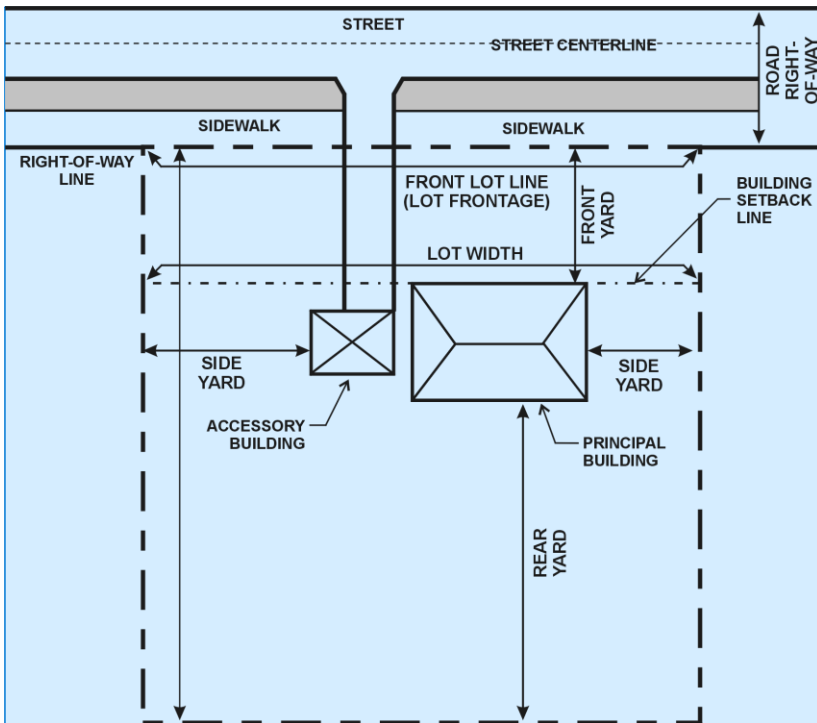 STREET
STREET CENTERLINE
ROAD
RIGHT-
OF-WAY
SIDEWALK
SIDEWALK
RIGHT-OF-WAY
LINE
FRONT LOT LINE
(LOT FRONTAGE)
FRONT
YARD
BUILDING
SETBACK
LINE
LOT WIDTH
SIDE
YARD
SIDE
YARD
ACCESSORY
BUILDING
PRINCIPAL
BUILDING
REAR
YARD